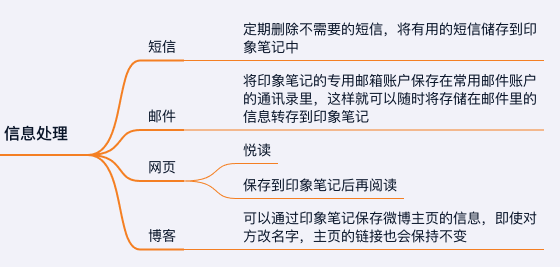 信息处理
短信
定期删除不需要的短信，将有用的短信储存到印
象笔记中
邮件
将印象笔记的专用邮箱账户保存在常用邮件账户
的通讯录里，这样就可以随时将存储在邮件里的
信息转存到印象笔记
网页
悦读
保存到印象笔记后再阅读
博客
可以通过印象笔记保存微博主页的信息，即使对
方改名字，主页的链接也会保持不变